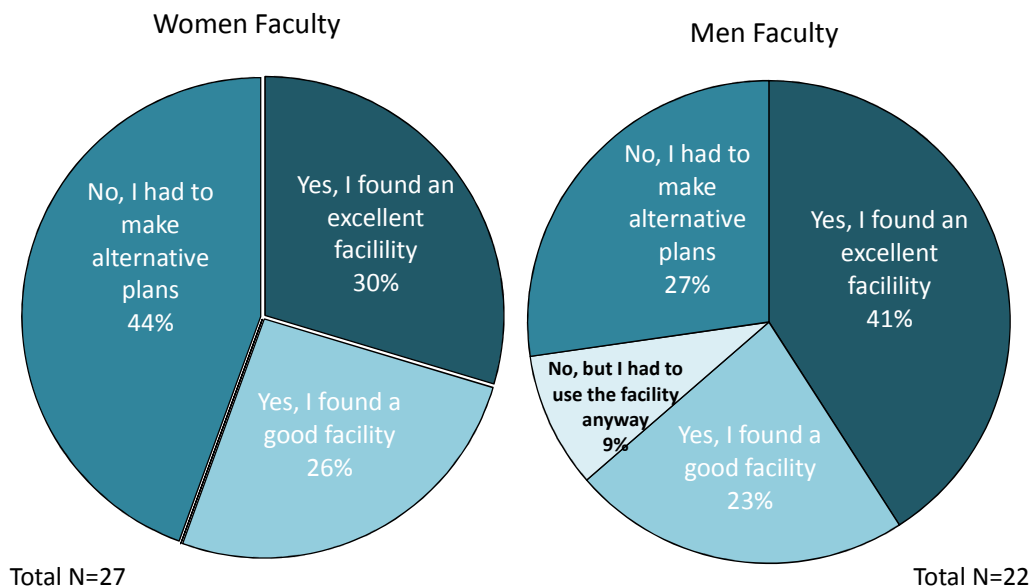 Women Faculty
No, I had to
make
alternative
plans
44%
Yes, I found an
excellent
facilility
30%
Yes, I found a
good facility
26%
Total N=27
Men Faculty
No, I had to
make
alternative
plans
27%
Yes, I found an
excellent
facilility
41%
No, but I had to
use the facility
anyway
9%
Yes, I found a
good facility
23%
Total N=22